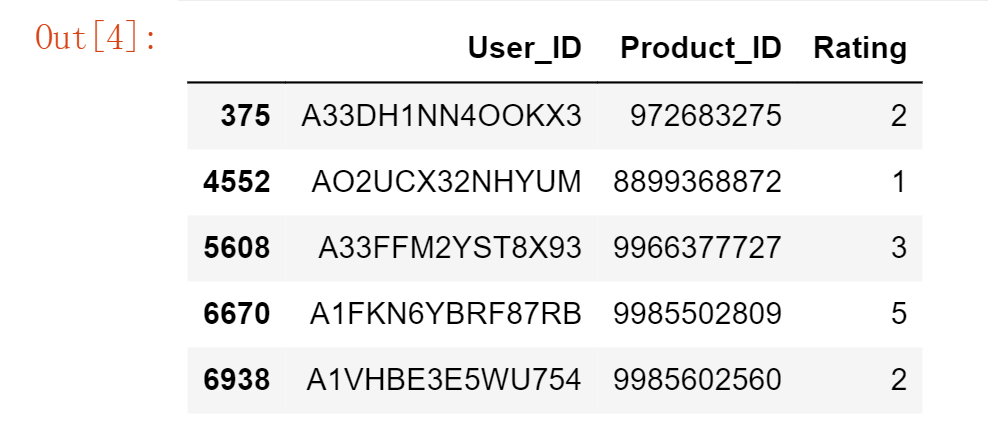 Out[4]:
User_ID Product_ID Rating
375 A33DH1NN4OOKX3 972683275 2
4552 AO2UCX32NHYUM 8899368872 1
5608 A33FFM2YST8X93 9966377727 3
6670 A1FKN6YBRF87RB 9985502809 5
6938 A1VHBE3E5WU754 9985602560 2